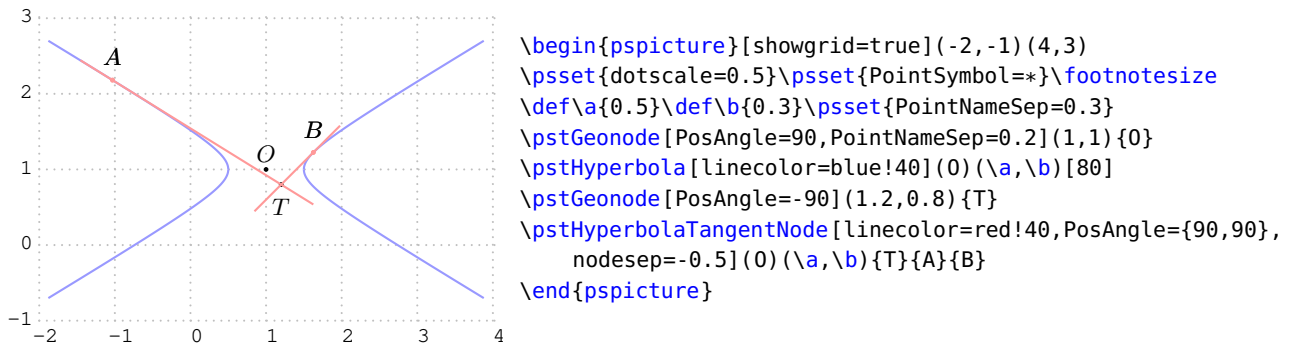 3
2
1
0
−1
−2 −1 0 1 2 3 4
A
B
O
T
\begin{pspicture}[showgrid=true](-2,-1)(4,3)
\psset{dotscale=0.5}\psset{PointSymbol=*}\footnotesize
\def\a{0.5}\def\b{0.3}\psset{PointNameSep=0.3}
\pstGeonode[PosAngle=90,PointNameSep=0.2](1,1){O}
\pstHyperbola[linecolor=blue!40](O)(\a,\b)[80]
\pstGeonode[PosAngle=-90](1.2,0.8){T}
\pstHyperbolaTangentNode[linecolor=red!40,PosAngle={90,90},
nodesep=-0.5](O)(\a,\b){T}{A}{B}
\end{pspicture}